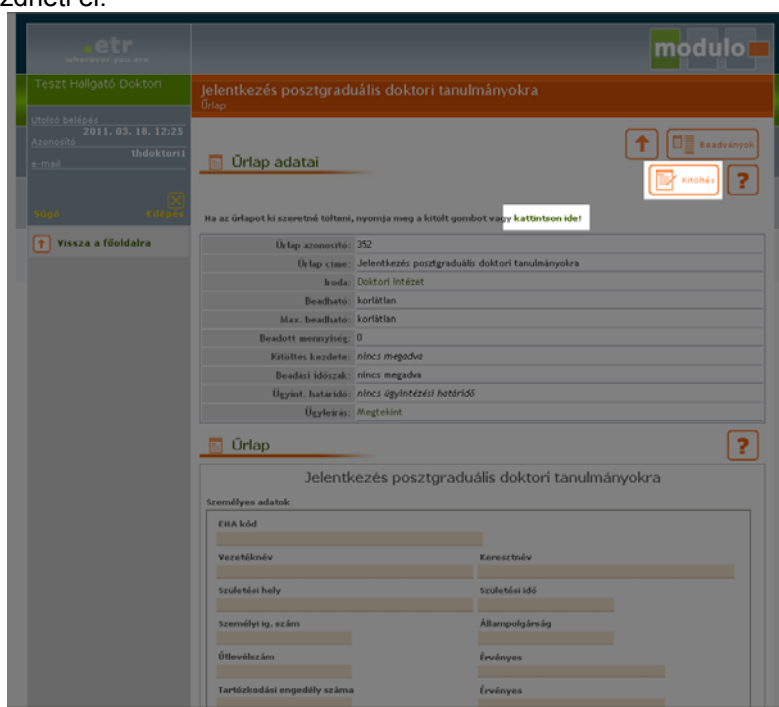 .etr
wherever you are
modulo
Teszt Hallgató Doktori
Jelentkezés posztgraduális doktori tanulmányokra
Űrlap
Utolsó belépés
2011. 03. 18. 12:25
Azonosító
thdoktori1
e-mail
Súgó Kilépés
Vissza a főoldalra
Beadványok
Űrlap adatai
Kitöltés
?
Ha az űrlapot ki szeretné tölteni, nyomja meg a kitölt gombot vagy kattintson ide!
Űrlap azonosító: 352
Űrlap címe: Jelentkezés posztgraduális doktori tanulmányokra
Iroda: Doktori Intézet
Beadható: korlátlan
Max. beadható: korlátlan
Beadott mennyiség: 0
Kitöltés kezdete: nincs megadva
Beadási időszak: nincs megadva
Ügyint. határidő: nincs ügyintézési határidő
Ügyleírás: Megtekint
Űrlap
?
Jelentkezés posztgraduális doktori tanulmányokra
Személyes adatok
EHA kód
Vezetéknév Keresztnév
Születési hely Születési idő
Személyi ig. szám Állampolgárság
Útlevélszám Érvényes
Tartózkodási engedély száma Érvényes